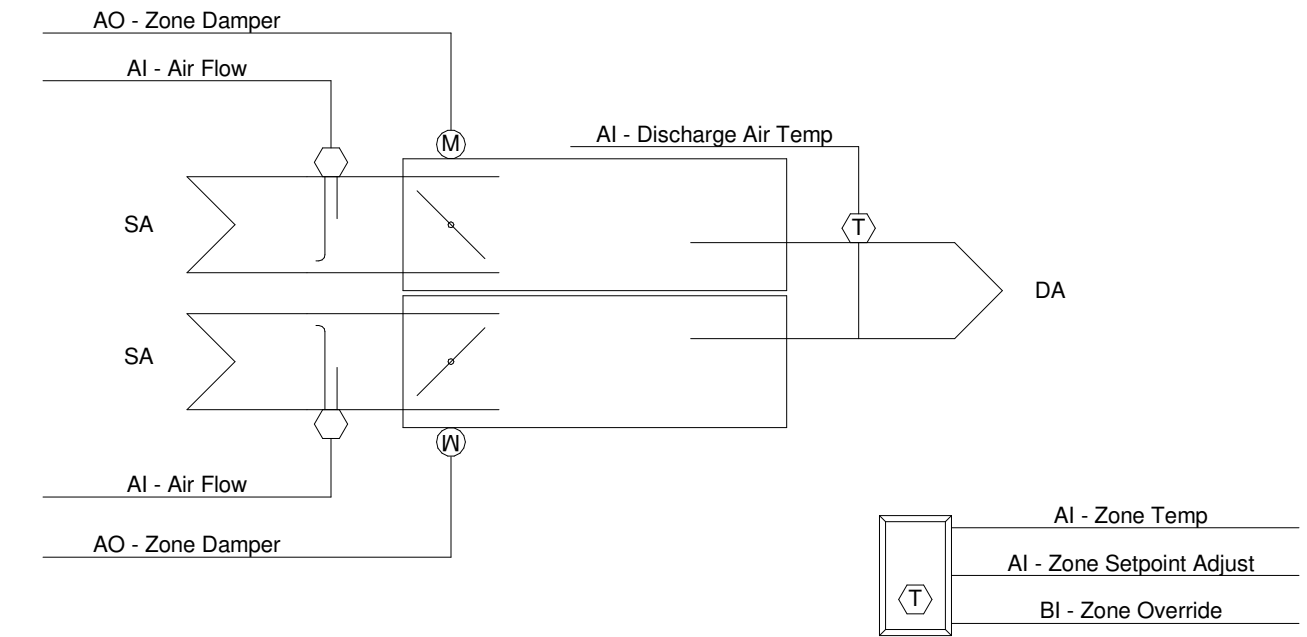 AO - Zone Damper
AI - Air Flow
M
AI - Discharge Air Temp
SA
T
DA
SA
M
AI - Air Flow
AO - Zone Damper
AI - Zone Temp
AI - Zone Setpoint Adjust
T
BI - Zone Override